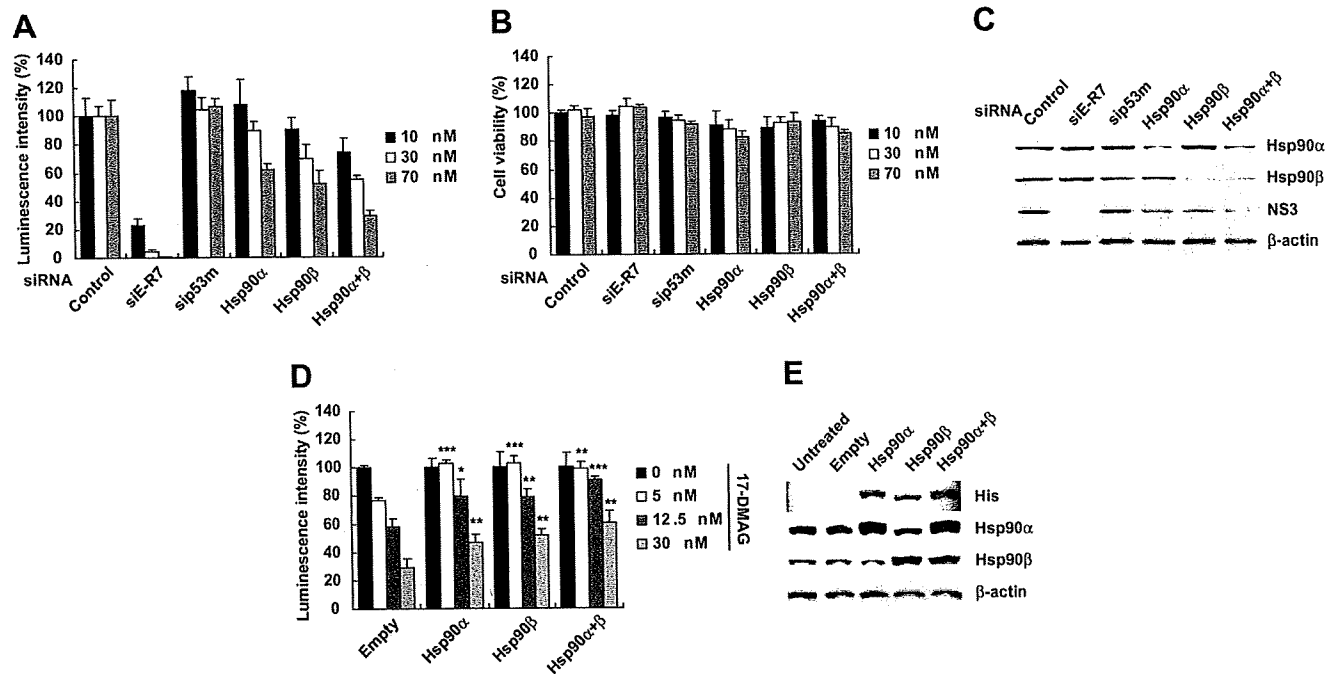 A
Luminescence intensity (%)
140
120
100
80
60
40
20
0
10 nM
30 nM
70 nM
siRNA
Control
siE-R7
sip53m
Hsp90α
Hsp90β
Hsp90α+β
B
Cell viability (%)
140
120
100
80
60
40
20
0
10 nM
30 nM
70 nM
siRNA
Control
siE-R7
sip53m
Hsp90α
Hsp90β
Hsp90α+β
C
siRNA
Control
siE-R7
sip53m
Hsp90α
Hsp90β
Hsp90α+β
Hsp90α
Hsp90β
NS3
β-actin
D
Luminescence intensity (%)
140
120
100
80
60
40
20
0
***
*
**
***
**
**
**
***
**
0 nM
5 nM
12.5 nM
30 nM
17-DMAG
Empty
Hsp90α
Hsp90β
Hsp90α+β
E
Untreated
Empty
Hsp90α
Hsp90β
Hsp90α+β
His
Hsp90α
Hsp90β
β-actin